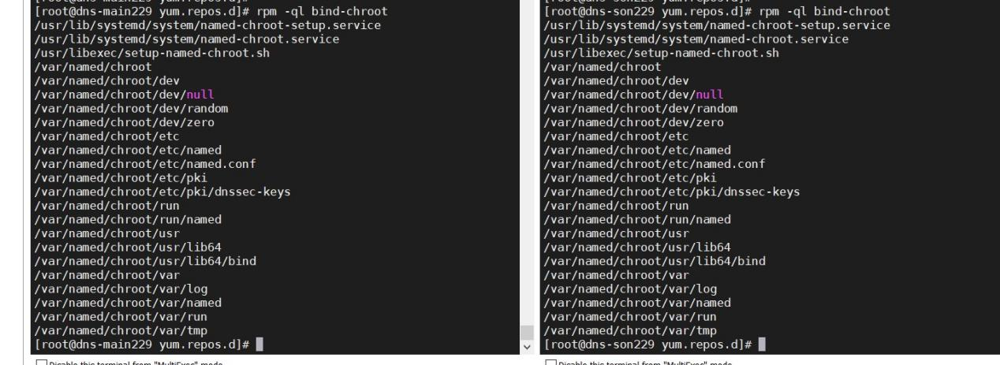 [root@dns-main229 yum.repos.d]#
[root@dns-main229 yum.repos.d]# rpm -ql bind-chroot
/usr/lib/systemd/system/named-chroot-setup.service
/usr/lib/systemd/system/named-chroot.service
/usr/libexec/setup-named-chroot.sh
/var/named/chroot
/var/named/chroot/dev
/var/named/chroot/dev/null
/var/named/chroot/dev/random
/var/named/chroot/dev/zero
/var/named/chroot/etc
/var/named/chroot/etc/named
/var/named/chroot/etc/named.conf
/var/named/chroot/etc/pki
/var/named/chroot/etc/pki/dnssec-keys
/var/named/chroot/run
/var/named/chroot/run/named
/var/named/chroot/usr
/var/named/chroot/usr/lib64
/var/named/chroot/usr/lib64/bind
/var/named/chroot/var
/var/named/chroot/var/log
/var/named/chroot/var/named
/var/named/chroot/var/run
/var/named/chroot/var/tmp
[root@dns-main229 yum.repos.d]#
Disable this terminal from "MultiExec" mode
[root@dns-son229 yum.repos.d]#
[root@dns-son229 yum.repos.d]# rpm -ql bind-chroot
/usr/lib/systemd/system/named-chroot-setup.service
/usr/lib/systemd/system/named-chroot.service
/usr/libexec/setup-named-chroot.sh
/var/named/chroot
/var/named/chroot/dev
/var/named/chroot/dev/null
/var/named/chroot/dev/random
/var/named/chroot/dev/zero
/var/named/chroot/etc
/var/named/chroot/etc/named
/var/named/chroot/etc/named.conf
/var/named/chroot/etc/pki
/var/named/chroot/etc/pki/dnssec-keys
/var/named/chroot/run
/var/named/chroot/run/named
/var/named/chroot/usr
/var/named/chroot/usr/lib64
/var/named/chroot/usr/lib64/bind
/var/named/chroot/var
/var/named/chroot/var/log
/var/named/chroot/var/named
/var/named/chroot/var/run
/var/named/chroot/var/tmp
[root@dns-son229 yum.repos.d]#
Disable this terminal from "MultiExec" mode